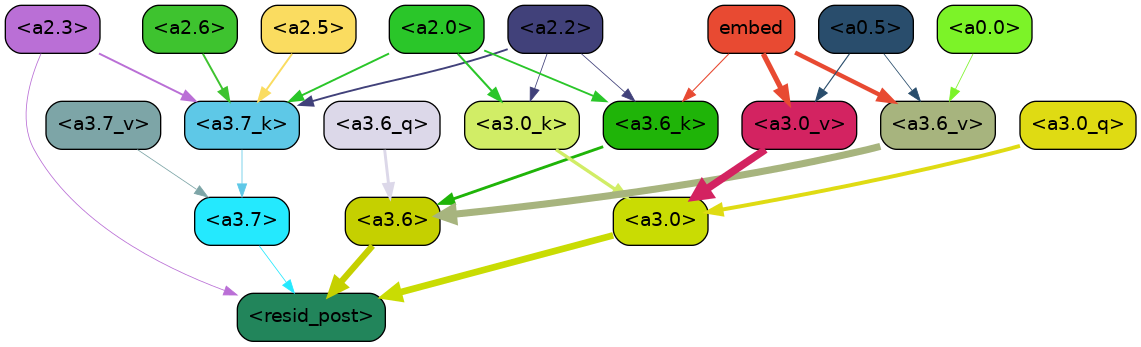 <a2.3> <a2.6> <a2.5> <a2.0> <a2.2> embed <a0.5> <a0.0>
<a3.7_v> <a3.7_k> <a3.6_q> <a3.0_k> <a3.6_k> <a3.0_v> <a3.6_v> <a3.0_q>
<a3.7> <a3.6> <a3.0>
<resid_post>